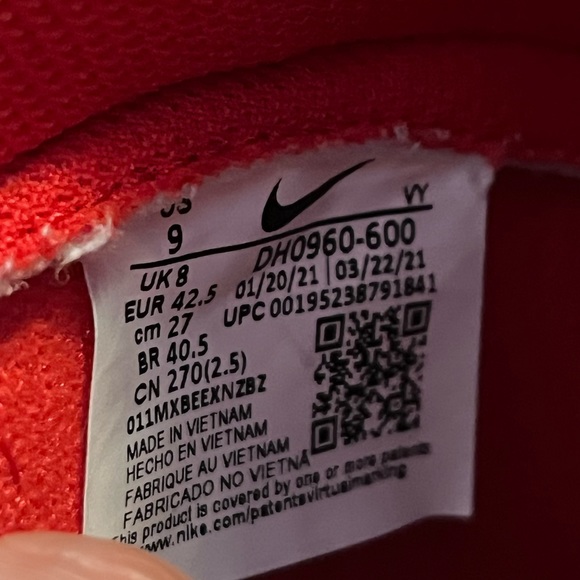 US
VY
9
DH0960-600
UK 8
01/20/21 | 03/22/21
EUR 42.5
UPC 00195238791841
cm 27
BR 40.5
CN 270(2.5)
011MXBEEXNZBZ
MADE IN VIETNAM
HECHO EN VIETNAM
FABRIQUE AU VIETNAM
FABRICADO NO VIETNA
This product is covered by one or more patents
www.nike.com/patentsvirtualmarking